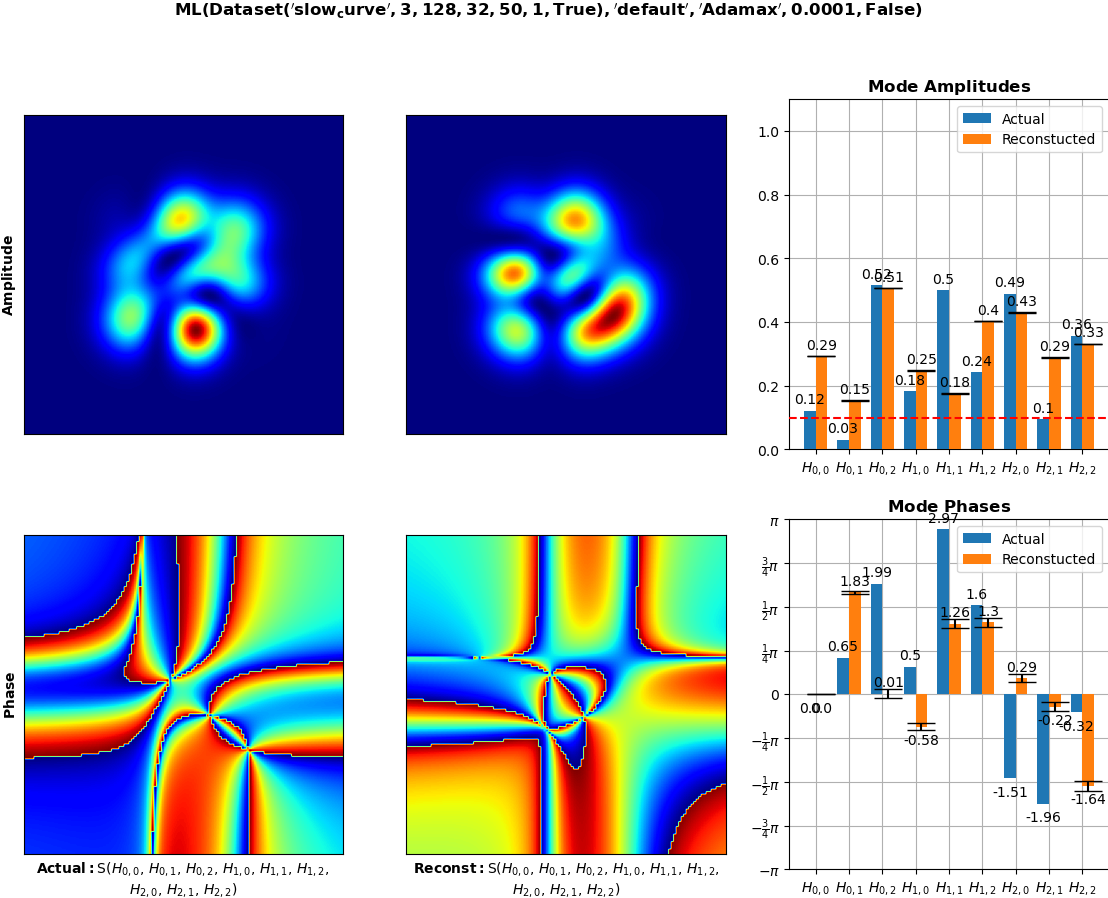 ML(Dataset('slow_curve', 3, 128, 32, 50, 1, True), 'default', 'Adamax', 0.0001, False)
Amplitude
Mode Amplitudes
Actual
Reconstucted
1.0
0.8
0.6
0.4
0.2
0.0
0.12
0.29
0.03
0.15
0.52
0.51
0.18
0.25
0.5
0.18
0.24
0.4
0.49
0.43
0.1
0.29
0.36
0.33
H0,0 H0,1 H0,2 H1,0 H1,1 H1,2 H2,0 H2,1 H2,2
Phase
Actual: S(H0,0, H0,1, H0,2, H1,0, H1,1, H1,2,
H2,0, H2,1, H2,2)
Reconst: S(H0,0, H0,1, H0,2, H1,0, H1,1, H1,2,
H2,0, H2,1, H2,2)
Mode Phases
Actual
Reconstucted
π
3/4π
1/2π
1/4π
0
−1/4π
−1/2π
−3/4π
−π
0.0
0.0
0.65
1.83
1.99
0.01
0.5
-0.58
2.97
1.26
1.6
1.3
-1.51
0.29
-1.96
-0.22
-0.32
-1.64
H0,0 H0,1 H0,2 H1,0 H1,1 H1,2 H2,0 H2,1 H2,2